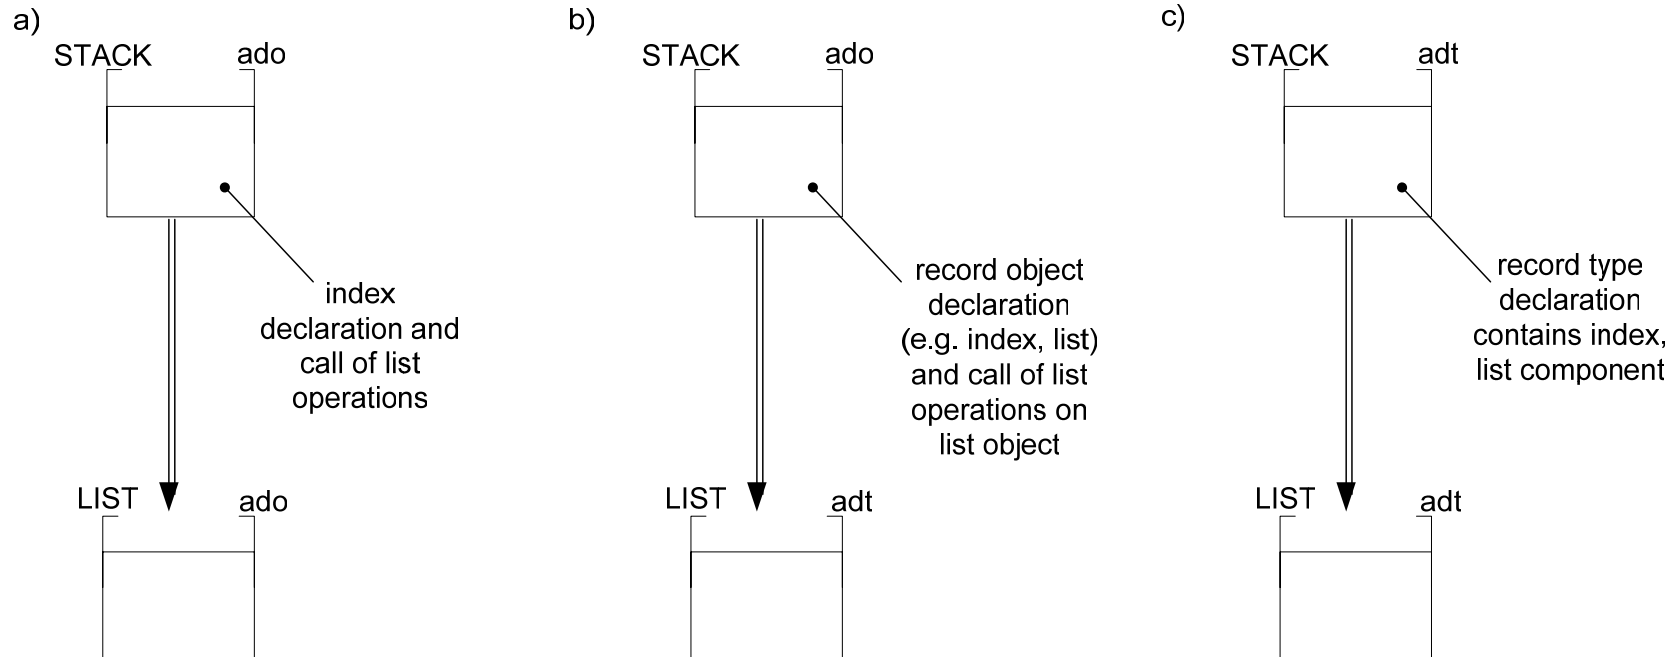 a)
STACK ado
index
declaration and
call of list
operations
LIST ado
b)
STACK ado
record object
declaration
(e.g. index, list)
and call of list
operations on
list object
LIST adt
c)
STACK adt
record type
declaration
contains index,
list component
LIST adt